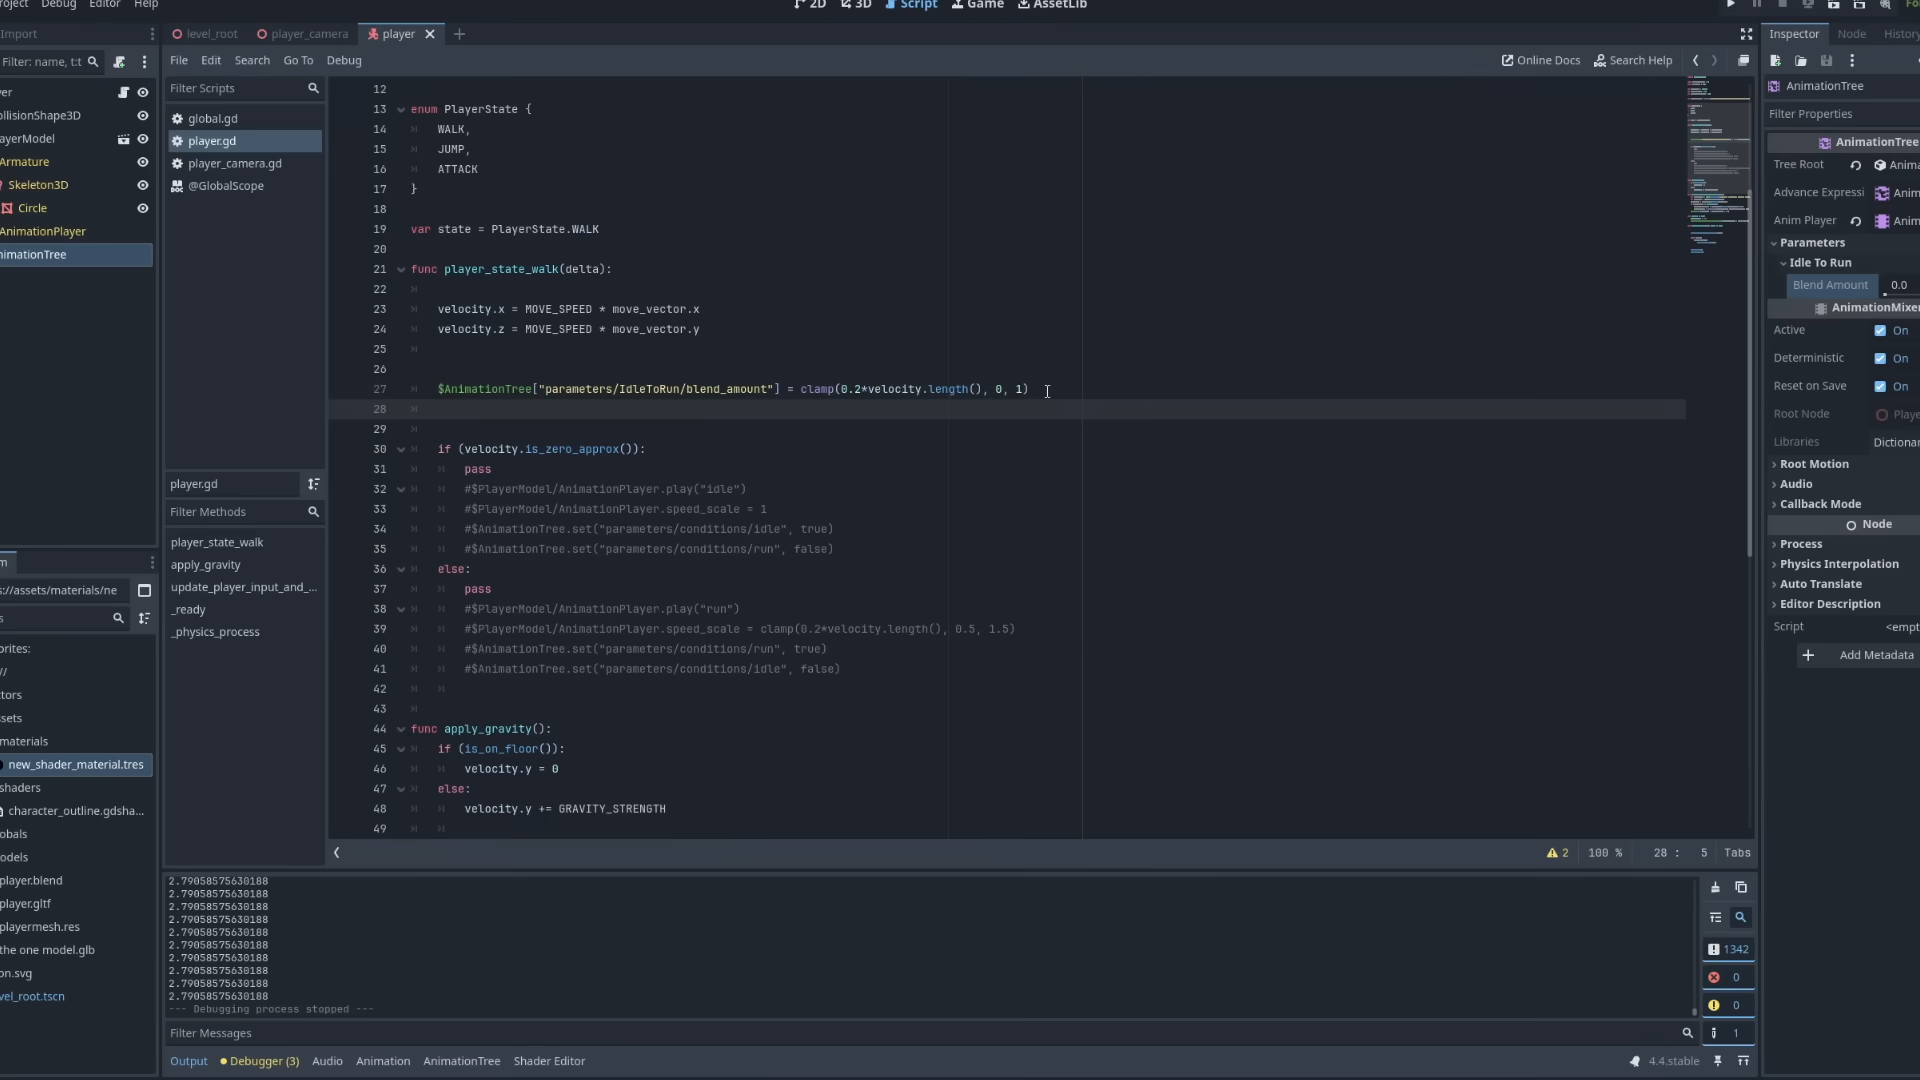 roject Debug Editor Help 2D 3D Script Game AssetLib
Import
Filter: name, t:t
yer
ollisionShape3D
ayerModel
Armature
Skeleton3D
Circle
AnimationPlayer
nimationTree
s://assets/materials/ne
s
orites:
//
ctors
ssets
materials
new_shader_material.tres
shaders
character_outline.gdsha...
obals
odels
player.blend
player.gltf
playermesh.res
the one model.glb
on.svg
vel_root.tscn
level_root player_camera player
File Edit Search Go To Debug Online Docs Search Help
Filter Scripts
global.gd
player.gd
player_camera.gd
@GlobalScope
player.gd
Filter Methods
player_state_walk
apply_gravity
update_player_input_and_...
_ready
_physics_process
12
13 enum PlayerState {
14 WALK,
15 JUMP,
16 ATTACK
17 }
18
19 var state = PlayerState.WALK
20
21 func player_state_walk(delta):
22
23 velocity.x = MOVE_SPEED * move_vector.x
24 velocity.z = MOVE_SPEED * move_vector.y
25
26
27 $AnimationTree["parameters/IdleToRun/blend_amount"] = clamp(0.2*velocity.length(), 0, 1)
28
29
30 if (velocity.is_zero_approx()):
31 pass
32 #$PlayerModel/AnimationPlayer.play("idle")
33 #$PlayerModel/AnimationPlayer.speed_scale = 1
34 #$AnimationTree.set("parameters/conditions/idle", true)
35 #$AnimationTree.set("parameters/conditions/run", false)
36 else:
37 pass
38 #$PlayerModel/AnimationPlayer.play("run")
39 #$PlayerModel/AnimationPlayer.speed_scale = clamp(0.2*velocity.length(), 0.5, 1.5)
40 #$AnimationTree.set("parameters/conditions/run", true)
41 #$AnimationTree.set("parameters/conditions/idle", false)
42
43
44 func apply_gravity():
45 if (is_on_floor()):
46 velocity.y = 0
47 else:
48 velocity.y += GRAVITY_STRENGTH
49
2 100 % 28 : 5 Tabs
2.79058575630188
2.79058575630188
2.79058575630188
2.79058575630188
2.79058575630188
2.79058575630188
2.79058575630188
2.79058575630188
2.79058575630188
2.79058575630188
--- Debugging process stopped ---
Filter Messages
1342
0
0
1
Output Debugger (3) Audio Animation AnimationTree Shader Editor 4.4.stable
Inspector Node History
AnimationTree
Filter Properties
AnimationTree
Tree Root Anima
Advance Expressi Anim
Anim Player Anim
Parameters
Idle To Run
Blend Amount 0.0
AnimationMixer
Active On
Deterministic On
Reset on Save On
Root Node Playe
Libraries Dictionar
Root Motion
Audio
Callback Mode
Node
Process
Physics Interpolation
Auto Translate
Editor Description
Script <empt
Add Metadata